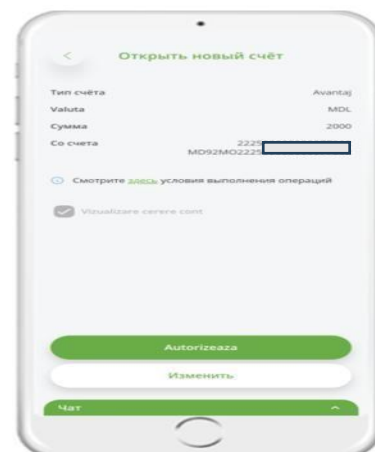 Открыть новый счёт
Тип счёта Avantaj
Valuta MDL
Сумма 2000
Со счета 2225
MD92MO2225
Смотрите здесь условия выполнения операций
Vizualizare cerere cont
Autorizeaza
Изменить
Чат